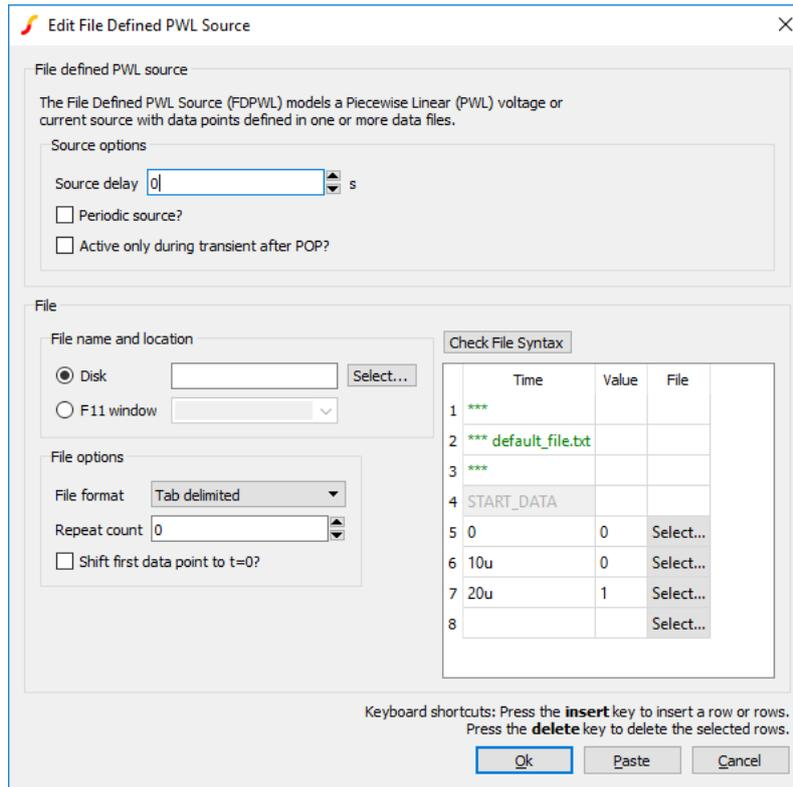 Edit File Defined PWL Source
File defined PWL source
The File Defined PWL Source (FDPWL) models a Piecewise Linear (PWL) voltage or
current source with data points defined in one or more data files.
Source options
Source delay 0 s
Periodic source?
Active only during transient after POP?
File
File name and location
Disk Select...
F11 window
File options
File format Tab delimited
Repeat count 0
Shift first data point to t=0?
Check File Syntax
Time Value File
1 ***
2 *** default_file.txt
3 ***
4 START_DATA
5 0 0 Select...
6 10u 0 Select...
7 20u 1 Select...
8 Select...
Keyboard shortcuts: Press the insert key to insert a row or rows.
Press the delete key to delete the selected rows.
Ok Paste Cancel